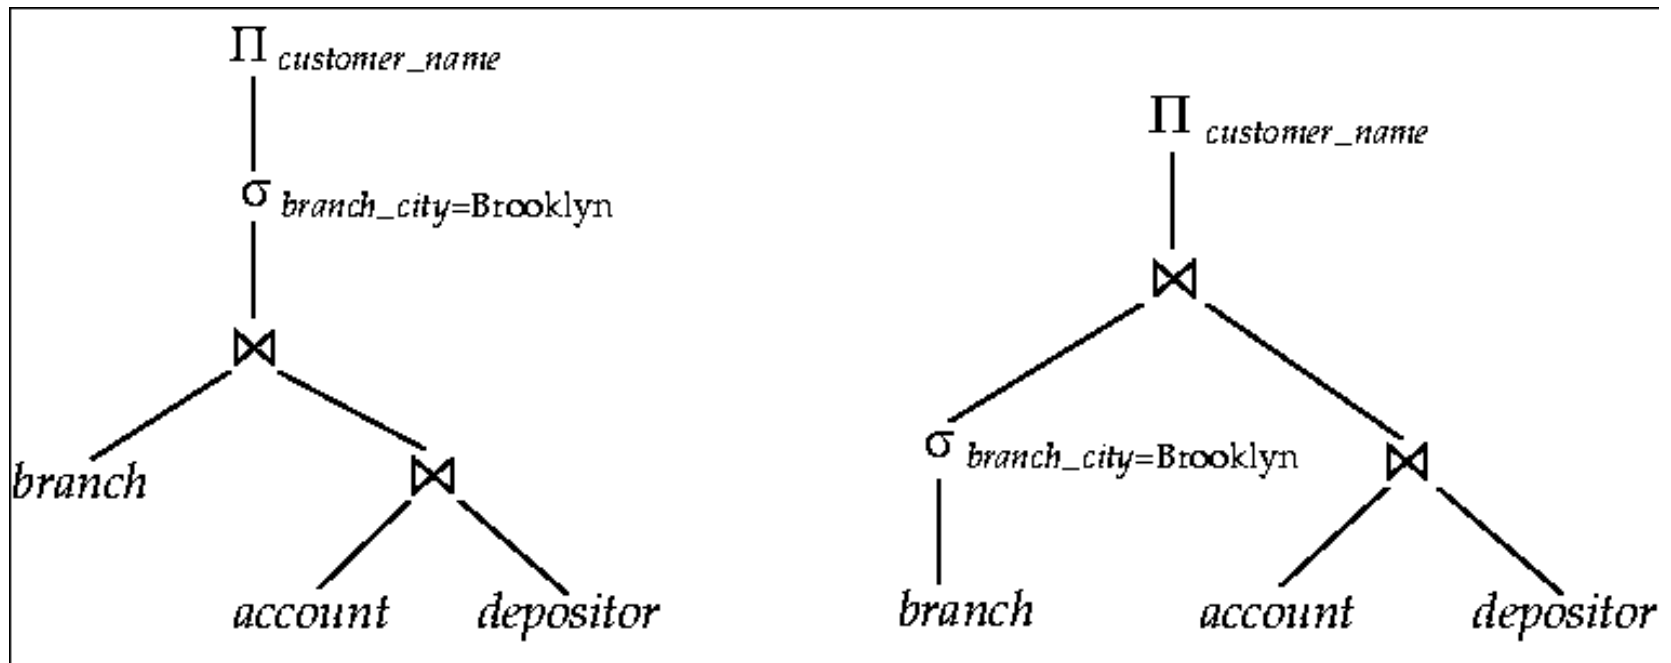 Π customer_name
σ branch_city=Brooklyn
⋈
branch
⋈
account depositor
Π customer_name
⋈
σ branch_city=Brooklyn
⋈
branch
account depositor